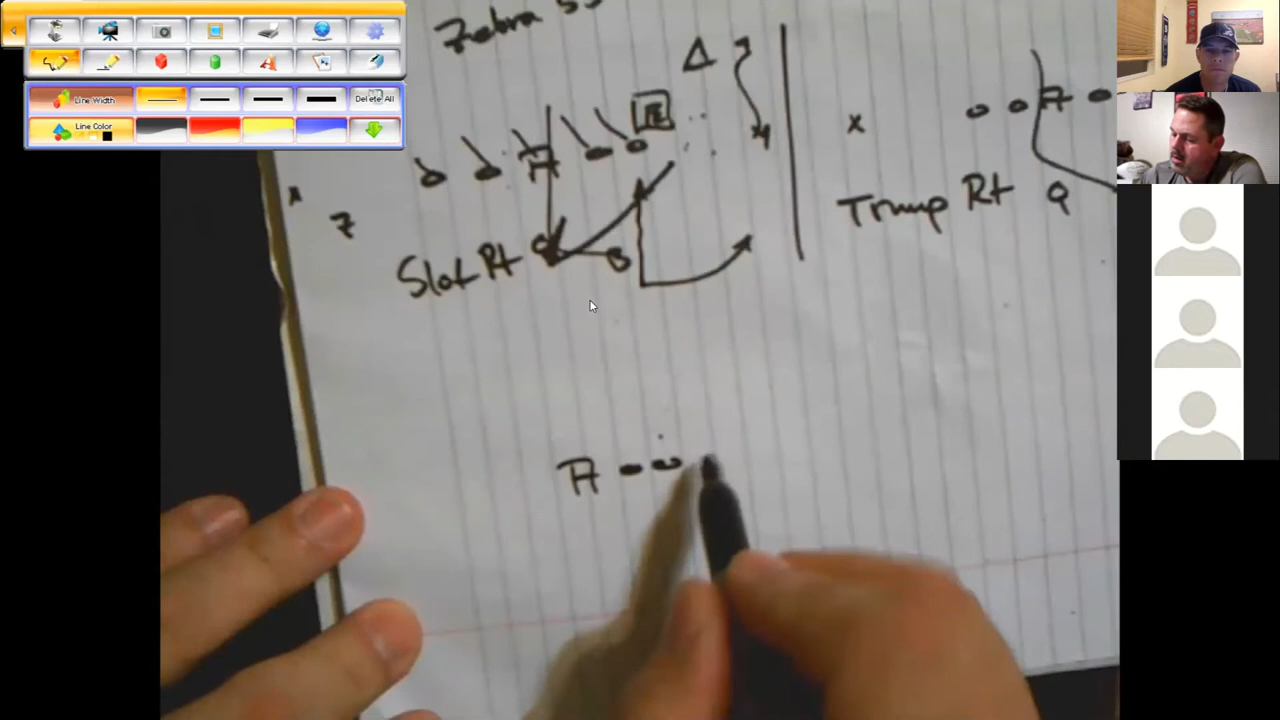 Line Width
Delete All
Line Color
Zebra
Slot Rt
B
x
z
x
Trump Rt
Q